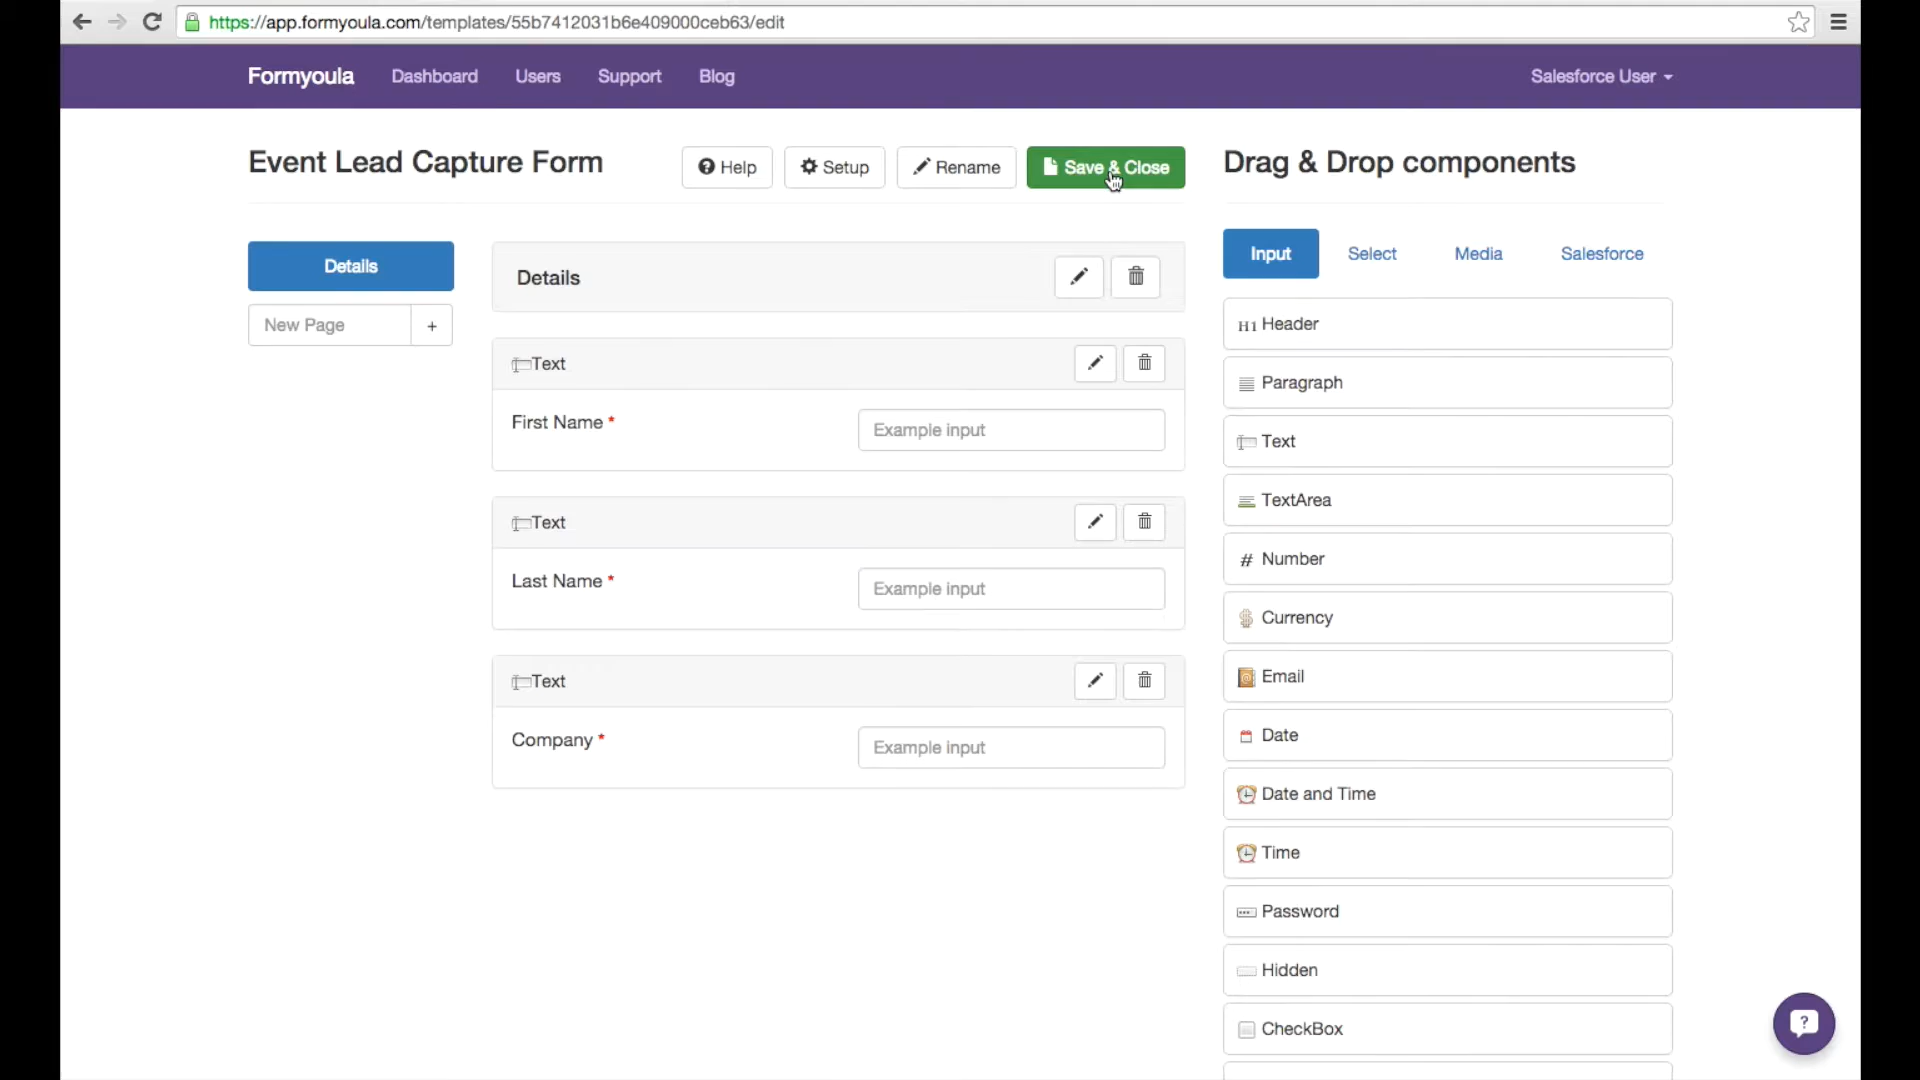 https://app.formyoula.com/templates/55b7412031b6e409000ceb63/edit
Formyoula Dashboard Users Support Blog Salesforce User
Event Lead Capture Form Help Setup Rename Save & Close
Drag & Drop components
Details
New Page +
Details
Text
First Name * Example input
Text
Last Name * Example input
Text
Company * Example input
Input Select Media Salesforce
H1 Header
Paragraph
Text
TextArea
# Number
Currency
Email
Date
Date and Time
Time
Password
Hidden
CheckBox